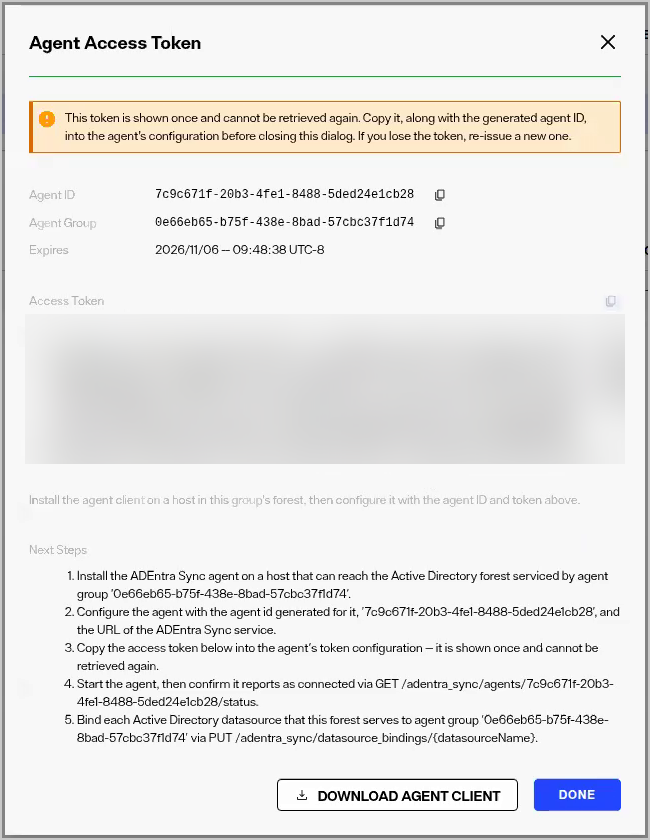 Agent Access Token
This token is shown once and cannot be retrieved again. Copy it, along with the generated agent ID,
into the agent's configuration before closing this dialog. If you lose the token, re-issue a new one.
Agent ID 7c9c671f-20b3-4fe1-8488-5ded24e1cb28
Agent Group 0e66eb65-b75f-438e-8bad-57cbc37f1d74
Expires 2026/11/06 – 09:48:38 UTC-8
Access Token
Install the agent client on a host in this group's forest, then configure it with the agent ID and token above.
Next Steps
1. Install the ADEntra Sync agent on a host that can reach the Active Directory forest serviced by agent
group '0e66eb65-b75f-438e-8bad-57cbc37f1d74'.
2. Configure the agent with the agent id generated for it, '7c9c671f-20b3-4fe1-8488-5ded24e1cb28', and
the URL of the ADEntra Sync service.
3. Copy the access token below into the agent's token configuration – it is shown once and cannot be
retrieved again.
4. Start the agent, then confirm it reports as connected via GET /adentra_sync/agents/7c9c671f-20b3-
4fe1-8488-5ded24e1cb28/status.
5. Bind each Active Directory datasource that this forest serves to agent group '0e66eb65-b75f-438e-
8bad-57cbc37f1d74' via PUT /adentra_sync/datasource_bindings/{datasourceName}.
DOWNLOAD AGENT CLIENT
DONE